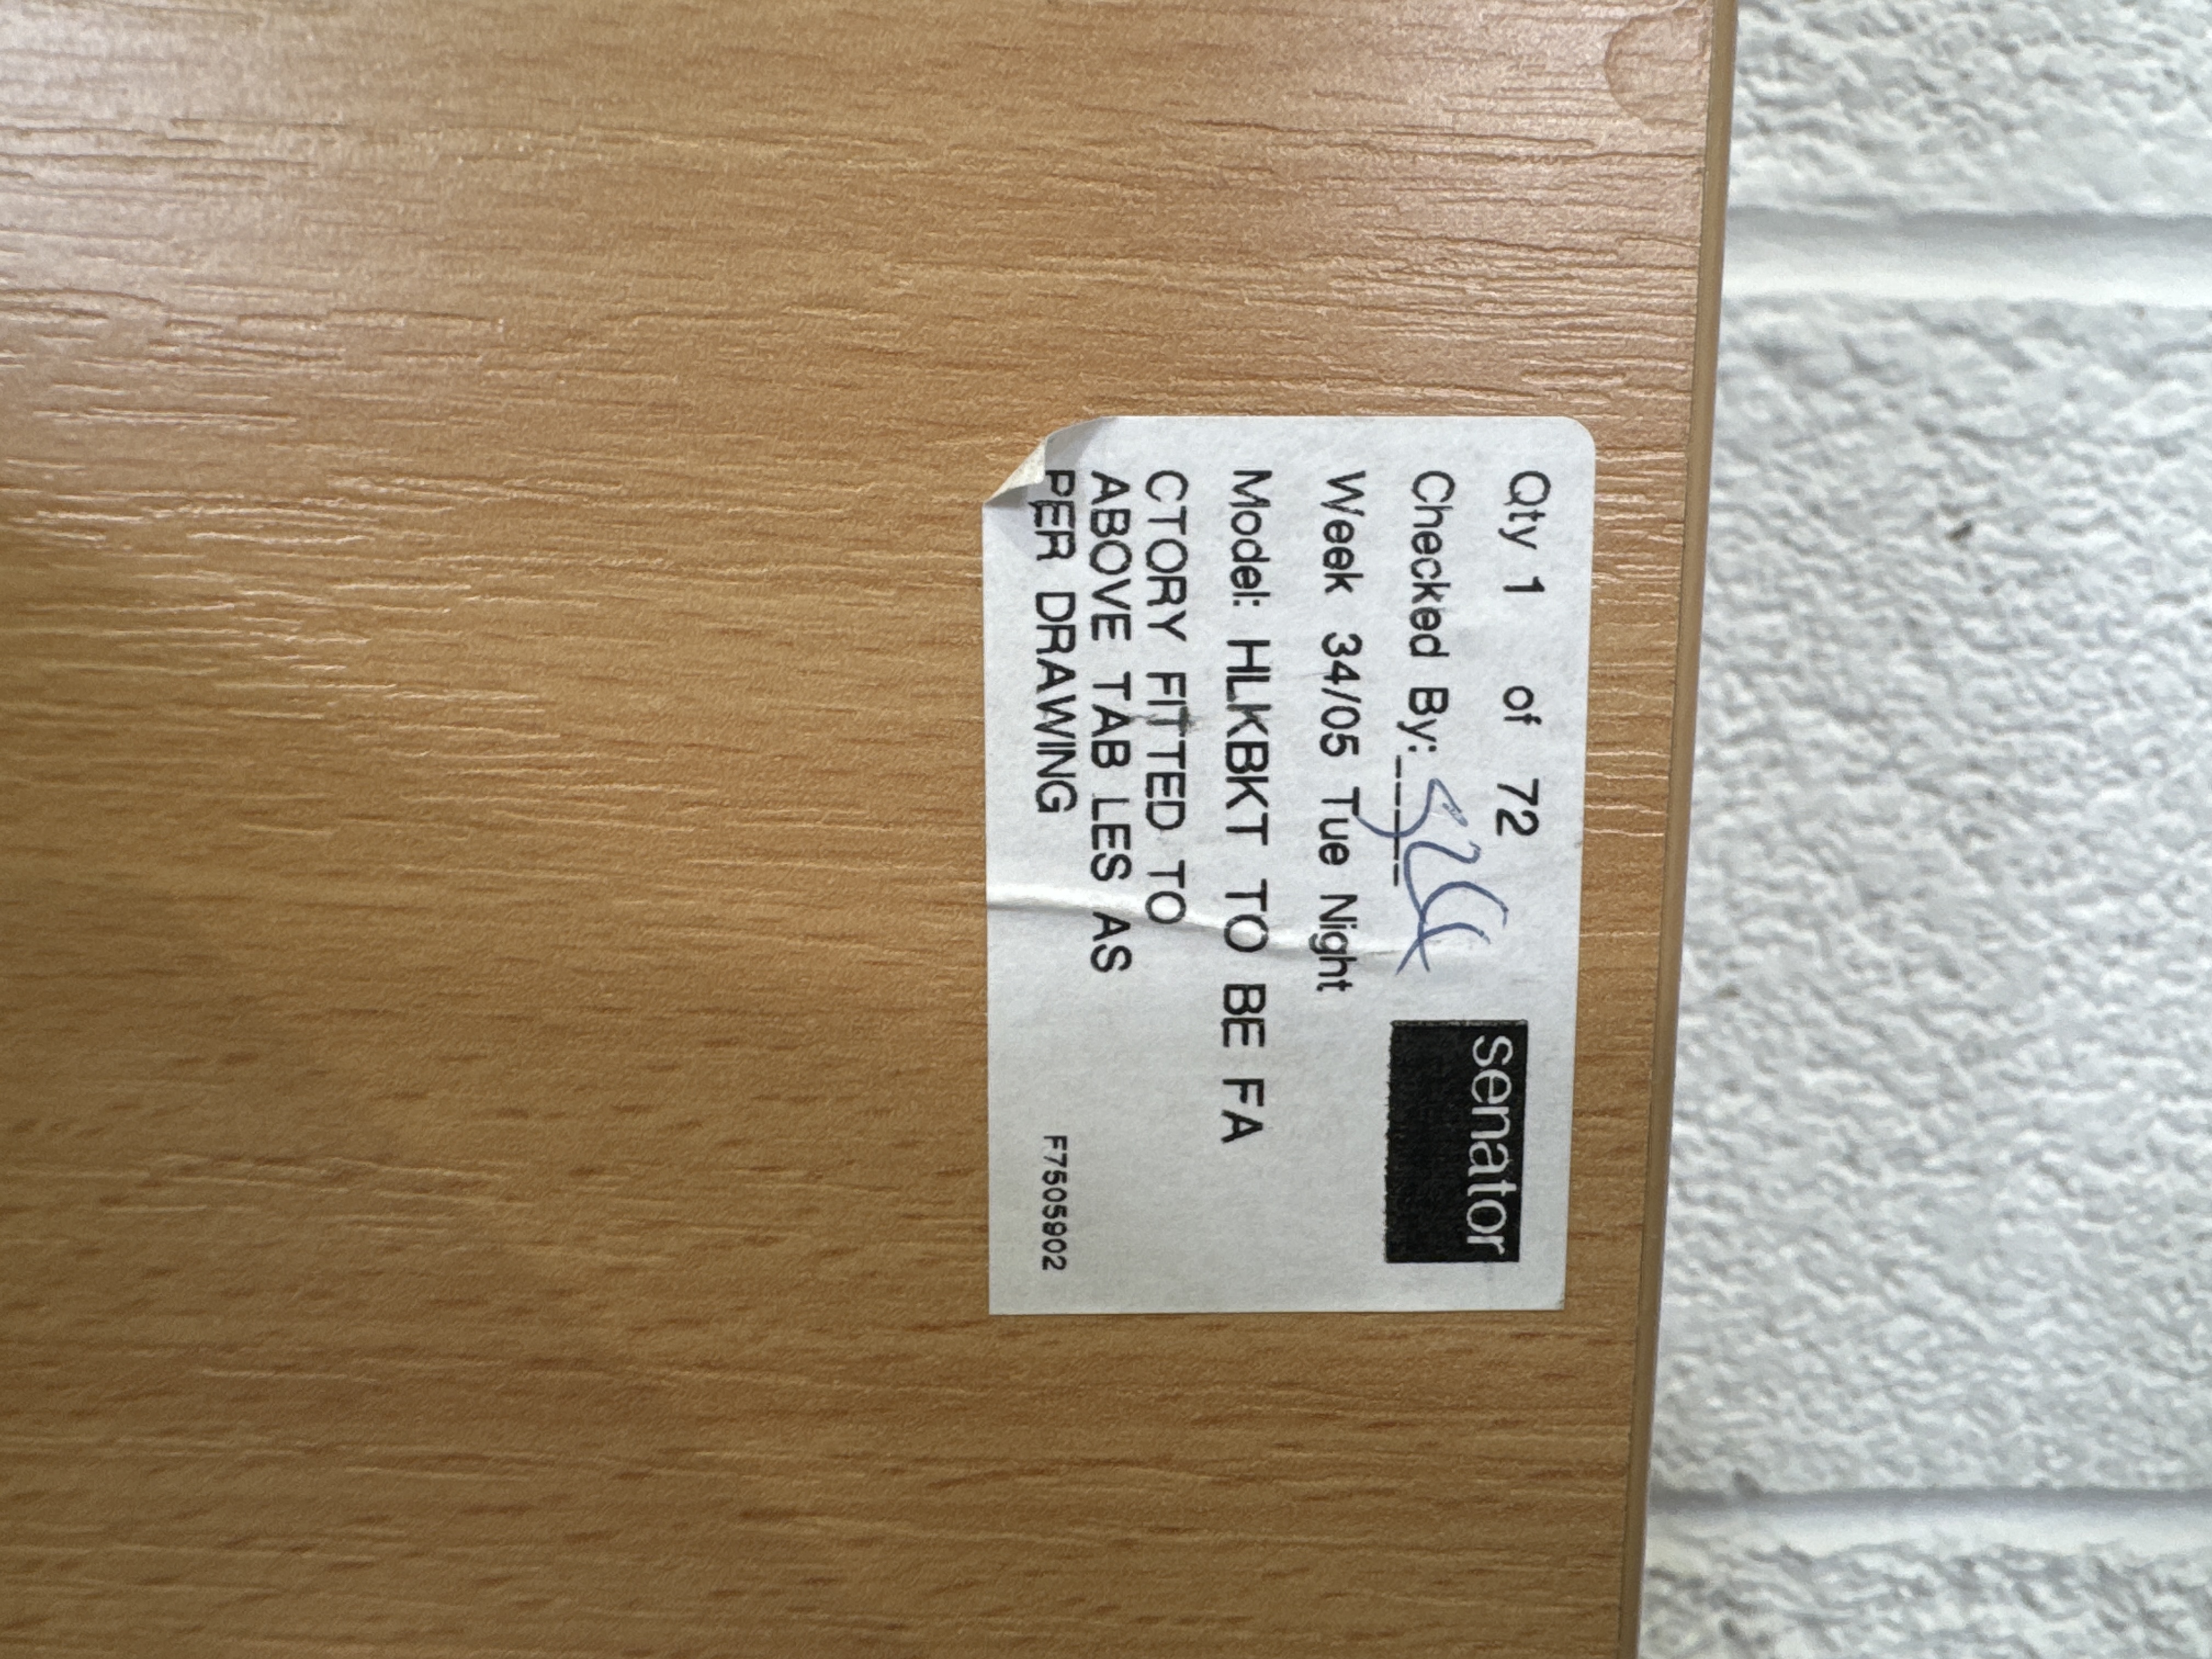 Qty 1 of 72
Checked By:
senator
Week 34/05 Tue Night
Model: HLKBKT TO BE FA
CTORY FITTED TO
ABOVE TAB LES AS
PER DRAWING
F7505902